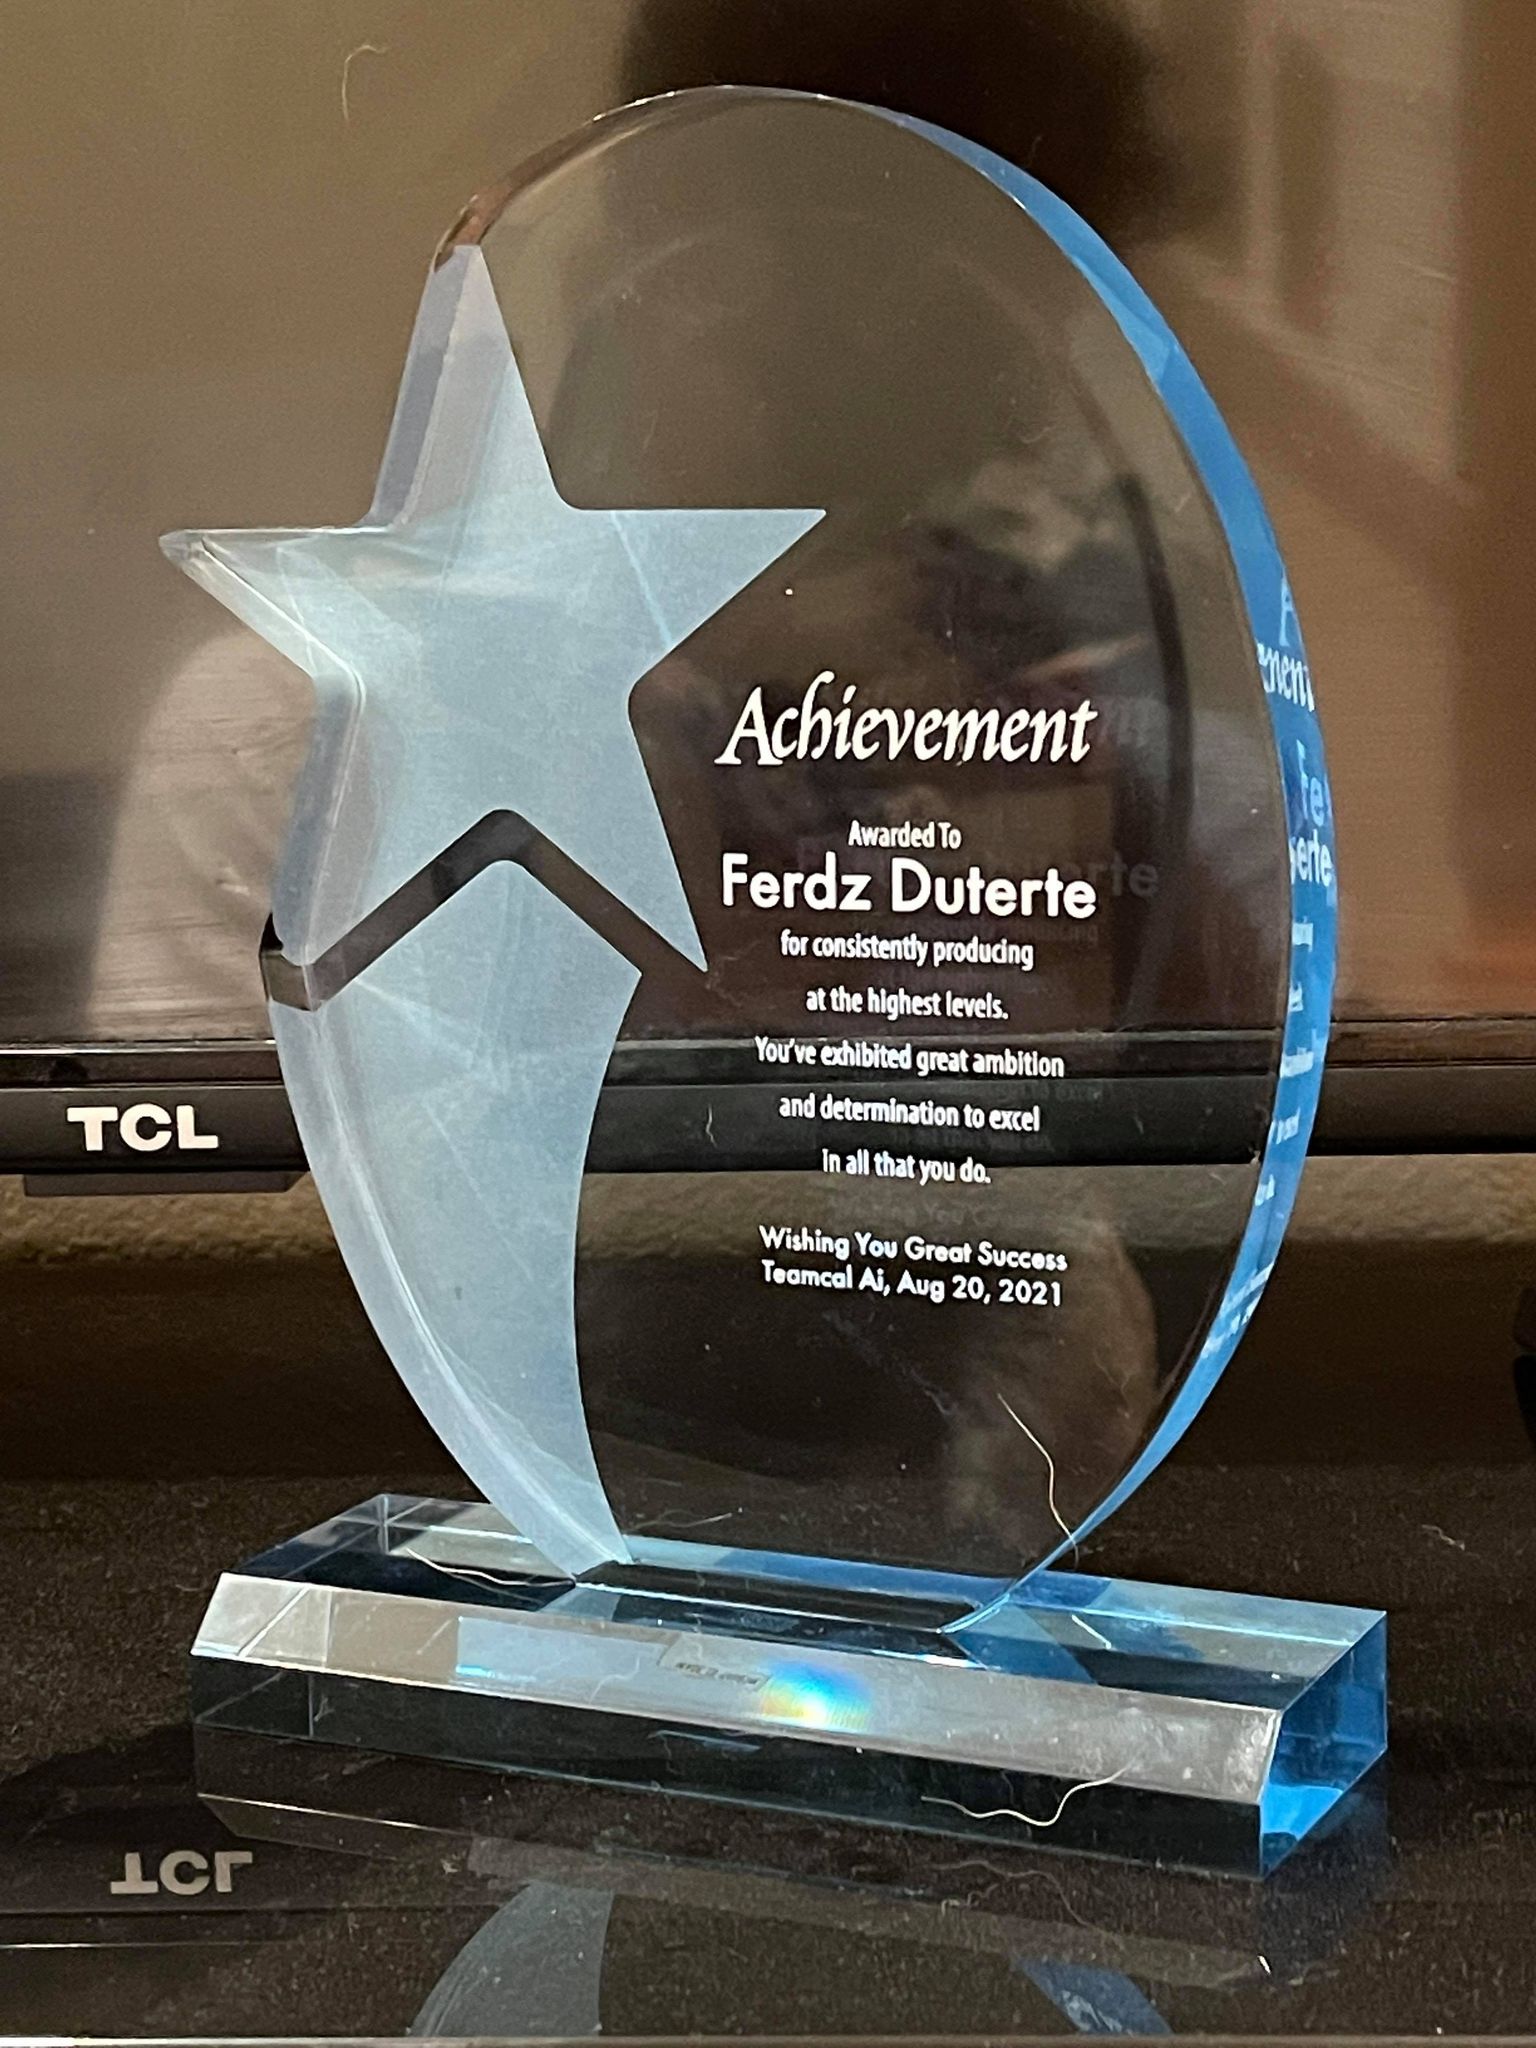 Achievement
Awarded To
Ferdz Duterte
for consistently producing
at the highest levels.
You've exhibited great ambition
and determination to excel
in all that you do.
Wishing You Great Success
Teamcal Ai, Aug 20, 2021
TCL